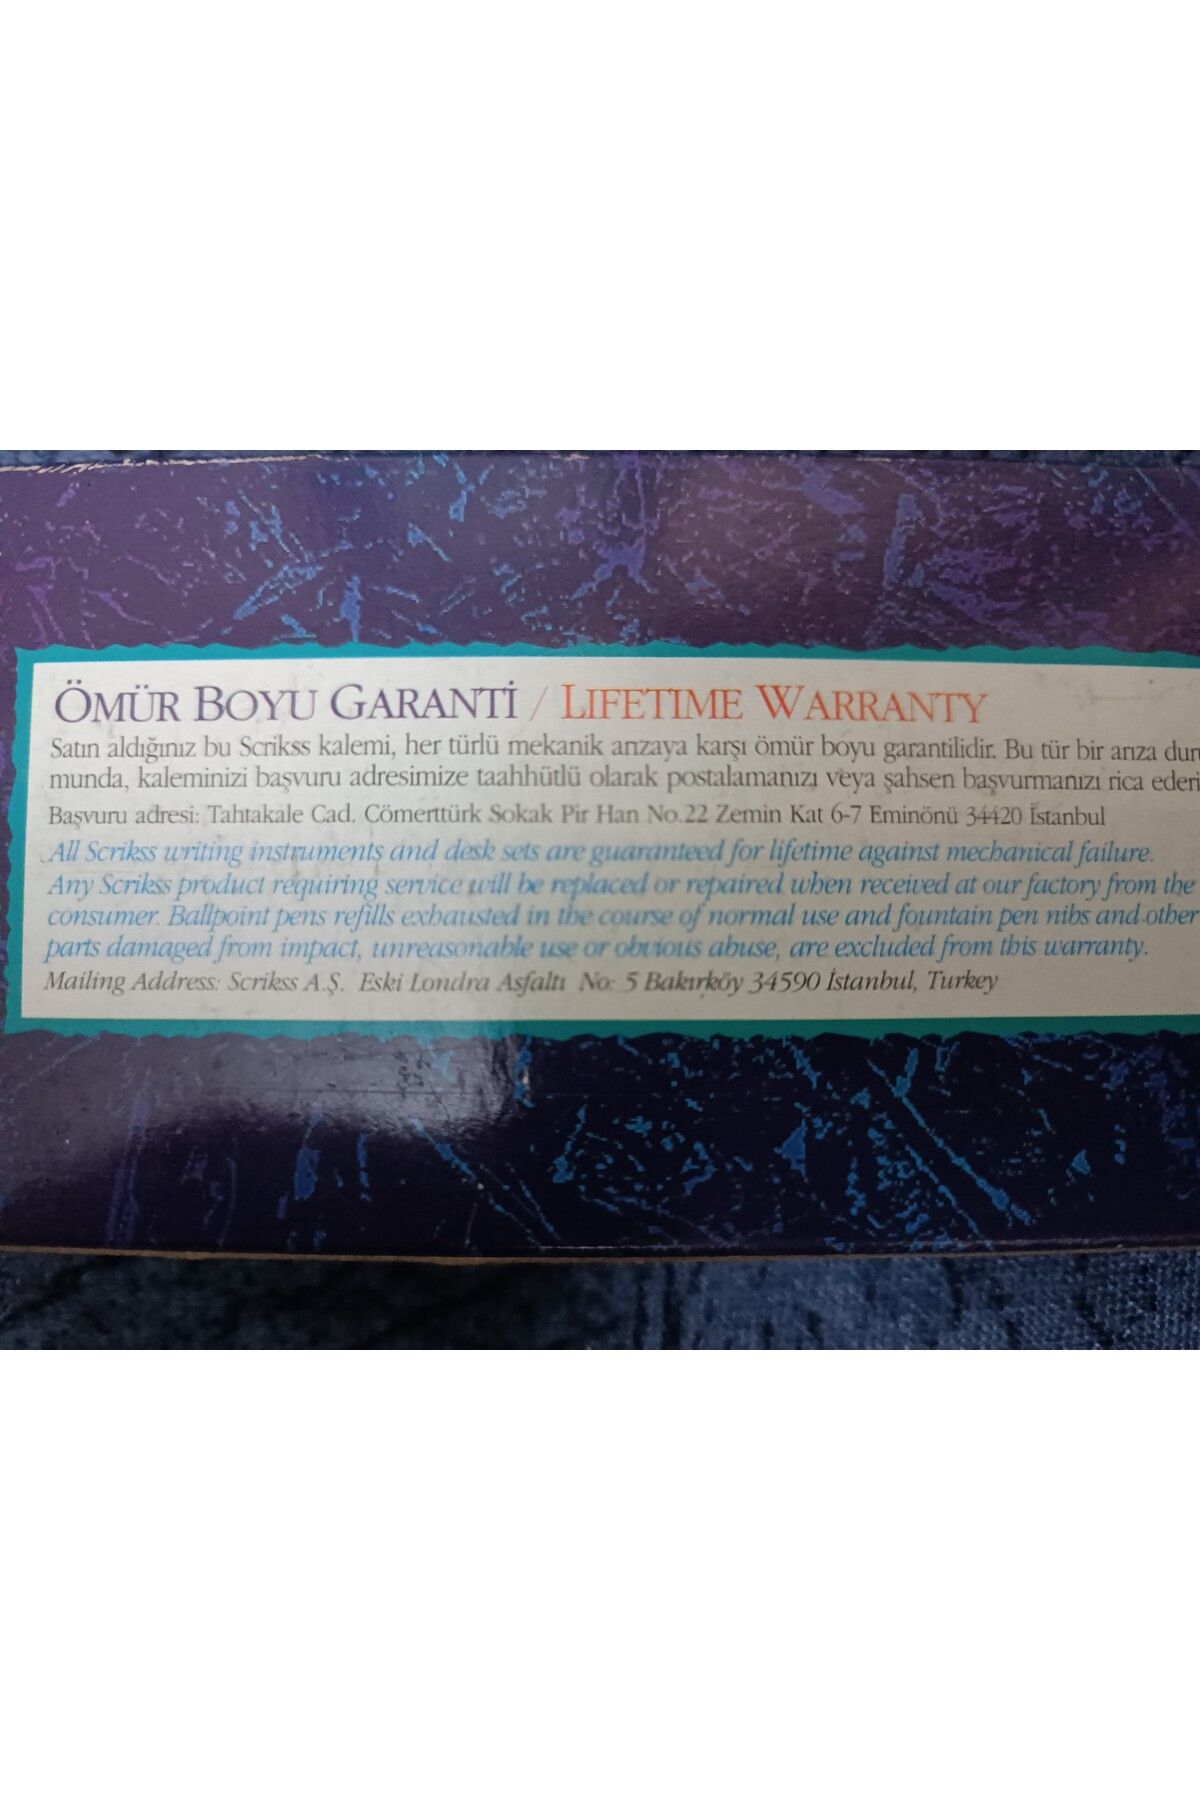 ÖMÜR BOYU GARANTİ / LIFETIME WARRANTY
Satın aldığınız bu Scrikss kalemi, her türlü mekanik arızaya karşı ömür boyu garantilidir. Bu tür bir arıza duru
munda, kaleminizi başvuru adresimize taahhütlü olarak postalamanızı veya şahsen başvurmanızı rica ederi
Başvuru adresi: Tahtakale Cad. Cömerttürk Sokak Pir Han No.22 Zemin Kat 6-7 Eminönü 34420 İstanbul
All Scrikss writing instruments and desk sets are guaranteed for lifetime against mechanical failure.
Any Scrikss product requiring service will be replaced or repaired when received at our factory from the
consumer. Ballpoint pens refills exhausted in the course of normal use and fountain pen nibs and other
parts damaged from impact, unreasonable use or obvious abuse, are excluded from this warranty.
Mailing Address: Scrikss A.Ş. Eski Londra Asfaltı No: 5 Bakırköy 34590 İstanbul, Turkey